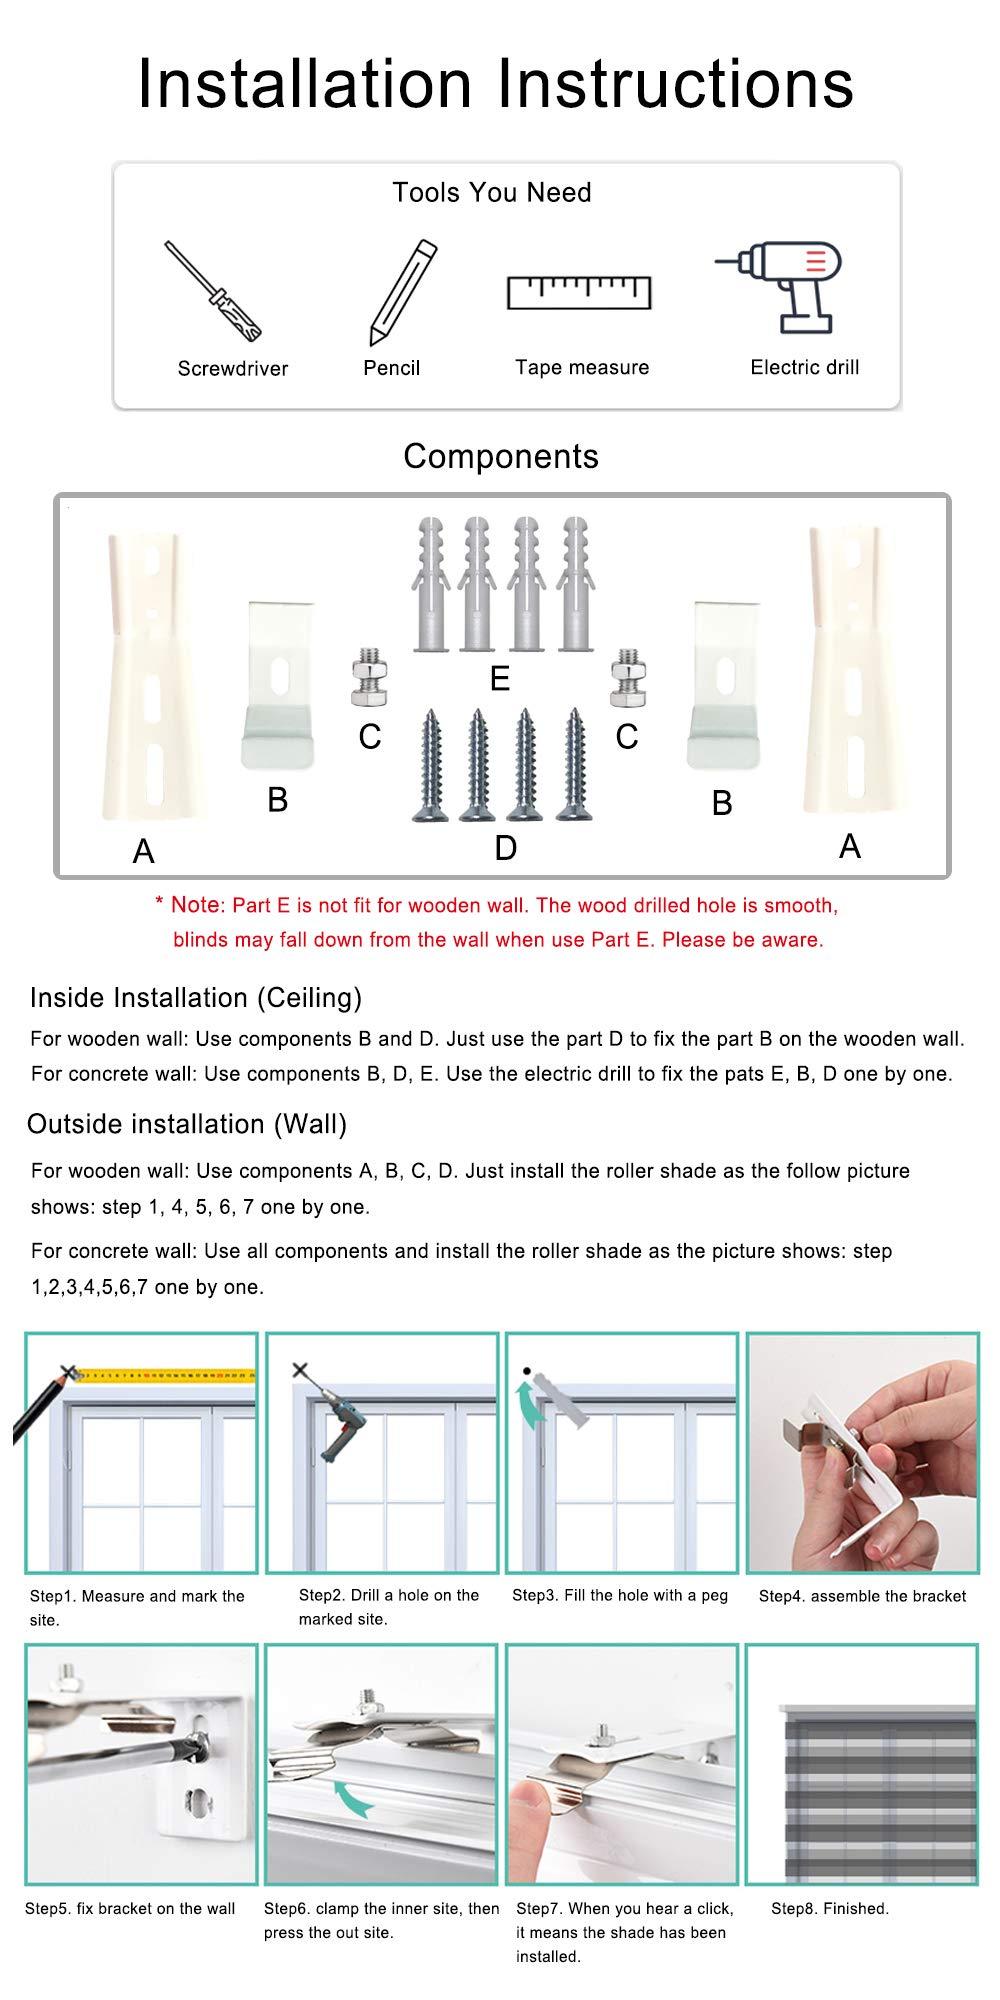 Installation Instructions
Tools You Need
Screwdriver
Pencil
Tape measure
Electric drill
Components
A
B
C
E
D
C
B
A
* Note: Part E is not fit for wooden wall. The wood drilled hole is smooth,
blinds may fall down from the wall when use Part E. Please be aware.
Inside Installation (Ceiling)
For wooden wall: Use components B and D. Just use the part D to fix the part B on the wooden wall.
For concrete wall: Use components B, D, E. Use the electric drill to fix the pats E, B, D one by one.
Outside installation (Wall)
For wooden wall: Use components A, B, C, D. Just install the roller shade as the follow picture
shows: step 1, 4, 5, 6, 7 one by one.
For concrete wall: Use all components and install the roller shade as the picture shows: step
1,2,3,4,5,6,7 one by one.
Step1. Measure and mark the
site.
Step2. Drill a hole on the
marked site.
Step3. Fill the hole with a peg
Step4. assemble the bracket
Step5. fix bracket on the wall
Step6. clamp the inner site, then
press the out site.
Step7. When you hear a click,
it means the shade has been
installed.
Step8. Finished.